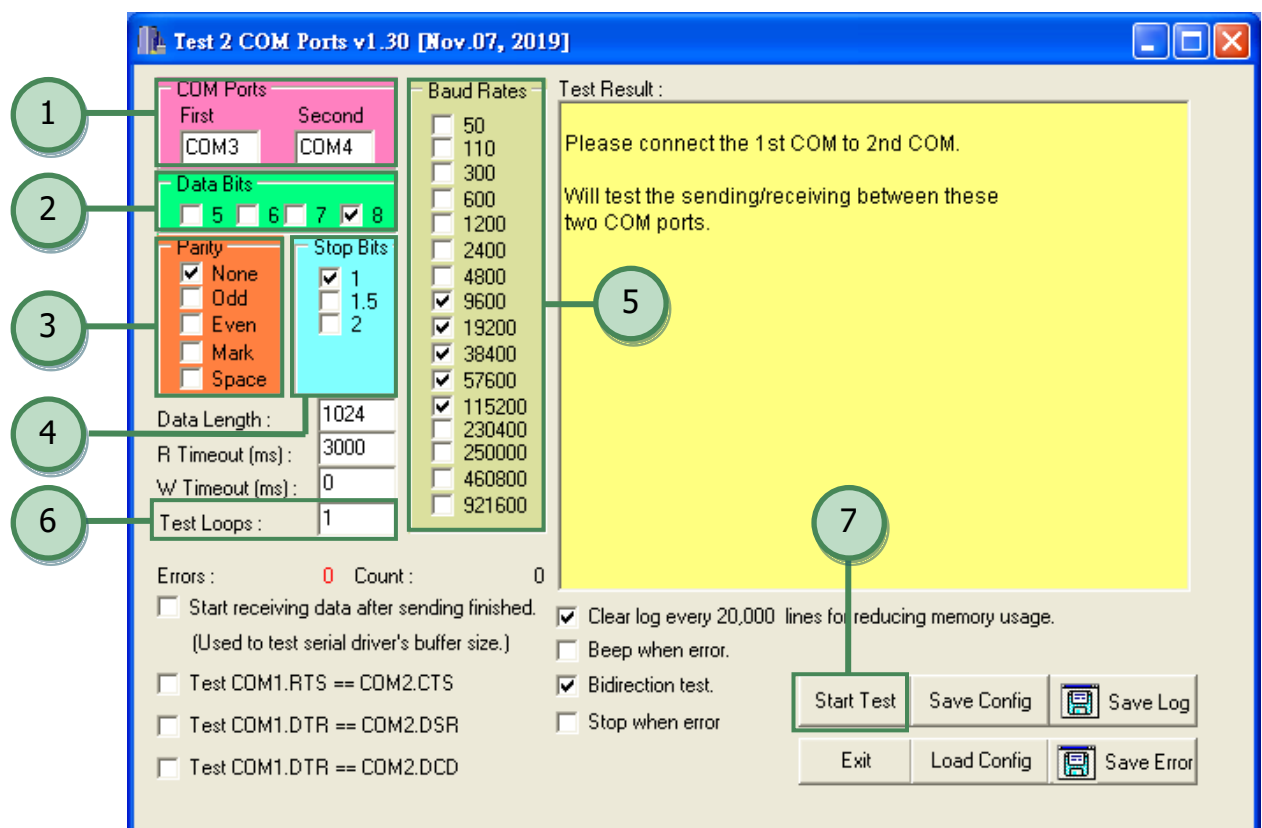 Test 2 COM Ports v1.30 [Nov.07, 2019]
1
COM Ports
First Second
COM3 COM4
2
Data Bits
5 6 7 8
3
Parity
None
Odd
Even
Mark
Space
Stop Bits
1
1.5
2
4
Data Length : 1024
R Timeout (ms) : 3000
W Timeout (ms) : 0
6
Test Loops : 1
Baud Rates
50
110
300
600
1200
2400
4800
9600
19200
38400
57600
115200
230400
250000
460800
921600
5
Test Result :
Please connect the 1st COM to 2nd COM.
Will test the sending/receiving between these
two COM ports.
7
Errors : 0 Count : 0
Start receiving data after sending finished.
(Used to test serial driver's buffer size.)
Test COM1.RTS == COM2.CTS
Test COM1.DTR == COM2.DSR
Test COM1.DTR == COM2.DCD
Clear log every 20,000 lines for reducing memory usage.
Beep when error.
Bidirection test.
Stop when error
Start Test Save Config Save Log
Exit Load Config Save Error